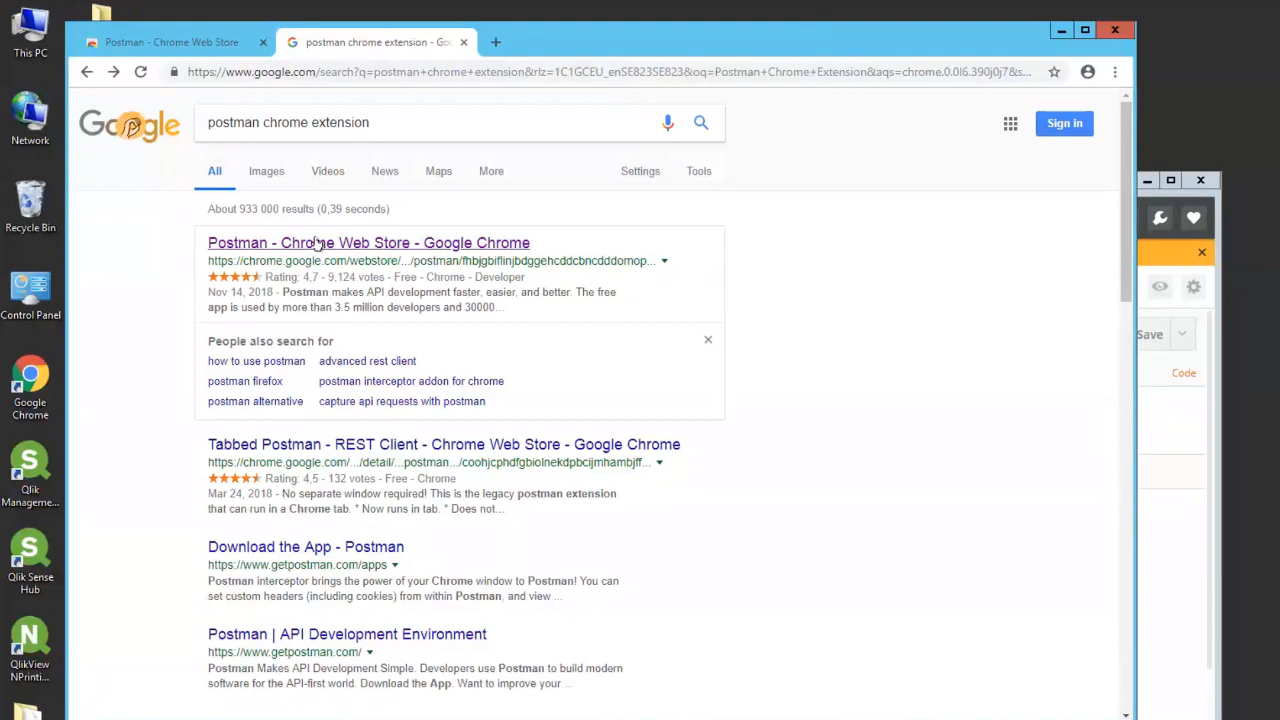 This PC
Network
Recycle Bin
Control Panel
Google
Chrome
Qlik
Manageme...
Qlik Sense
Hub
QlikView
NPrinti...
Postman - Chrome Web Store
postman chrome extension - Go
https://www.google.com/search?q=postman+chrome+extension&rlz=1C1GCEU_enSE823SE823&oq=Postman+Chrome+Extension&aqs=chrome.0.0l6.390j0j7&s...
Google
postman chrome extension
Sign in
All Images Videos News Maps More Settings Tools
About 933 000 results (0,39 seconds)
Postman - Chrome Web Store - Google Chrome
https://chrome.google.com/webstore/.../postman/fhbjgbiflinjbdggehcddcbncdddomop...
Rating: 4,7 - 9,124 votes - Free - Chrome - Developer
Nov 14, 2018 - Postman makes API development faster, easier, and better. The free
app is used by more than 3.5 million developers and 30000...
People also search for
how to use postman advanced rest client
postman firefox postman interceptor addon for chrome
postman alternative capture api requests with postman
Tabbed Postman - REST Client - Chrome Web Store - Google Chrome
https://chrome.google.com/.../detail/...postman.../coohjcphdfgbiolnekdpbcijmhambjff...
Rating: 4,5 - 132 votes - Free - Chrome
Mar 24, 2018 - No separate window required! This is the legacy postman extension
that can run in a Chrome tab. * Now runs in tab. * Does not...
Download the App - Postman
https://www.getpostman.com/apps
Postman interceptor brings the power of your Chrome window to Postman! You can
set custom headers (including cookies) from within Postman, and view ...
Postman | API Development Environment
https://www.getpostman.com/
Postman Makes API Development Simple. Developers use Postman to build modern
software for the API-first world. Download the App. Want to improve your ...
Save
Code